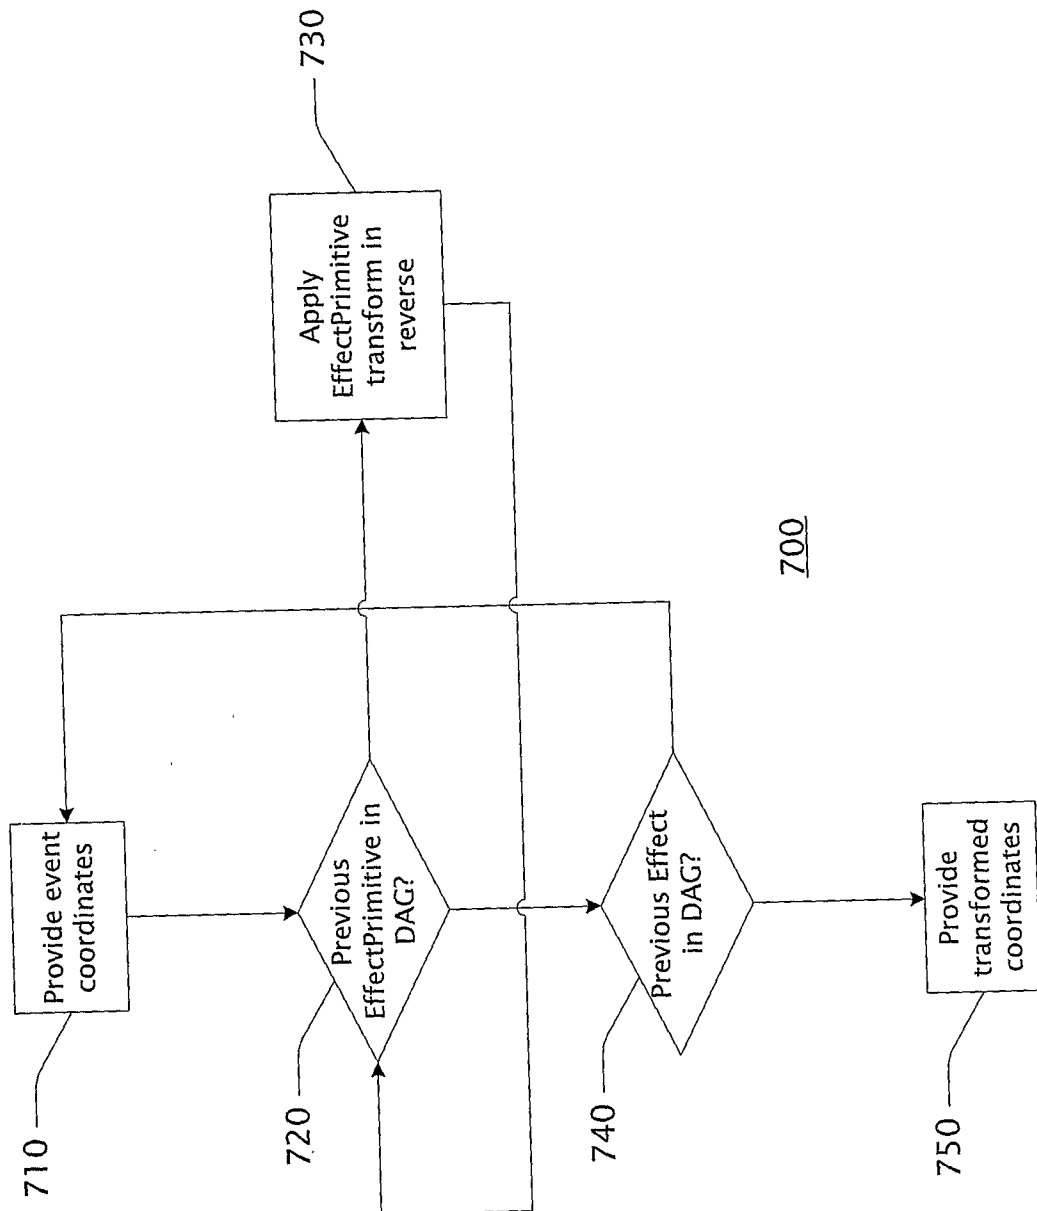 730
Apply
EffectPrimitive
transform in
reverse
700
Provide event
coordinates
710
Previous
EffectPrimitive in
DAG?
720
Previous Effect
in DAG?
740
Provide
transformed
coordinates
750